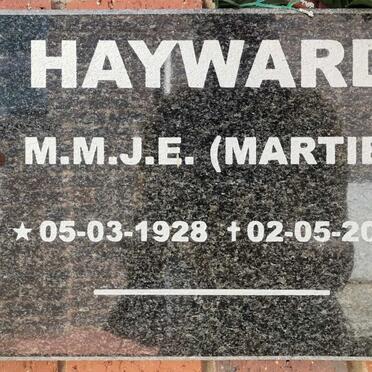 HAYWARD
M.M.J.E. (MARTIE
★05-03-1928 ✝02-05-20